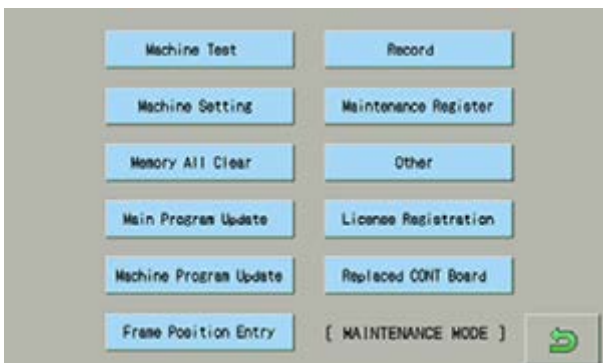 Machine Test
Record
Machine Setting
Maintenance Register
Memory All Clear
Other
Main Program Update
License Registration
Machine Program Update
Replaced CONT Board
Frame Position Entry
[ MAINTENANCE MODE ]